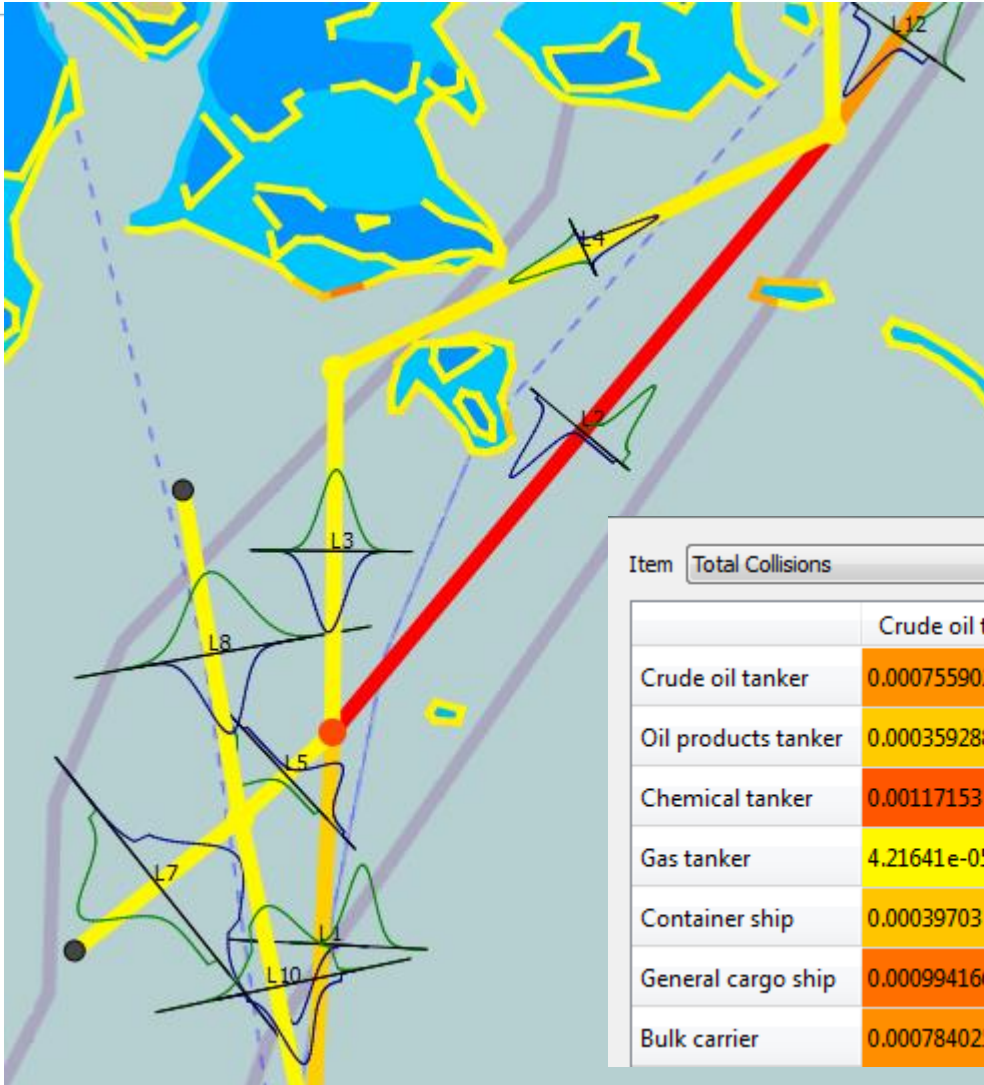 L12
L4
L2
L3
L8
L5
L7
L1
L10
Item Total Collisions
Crude oil t
Crude oil tanker 0.00075590
Oil products tanker 0.00035928
Chemical tanker 0.00117153
Gas tanker 4.21641e-05
Container ship 0.00039703
General cargo ship 0.00099416
Bulk carrier 0.00078402